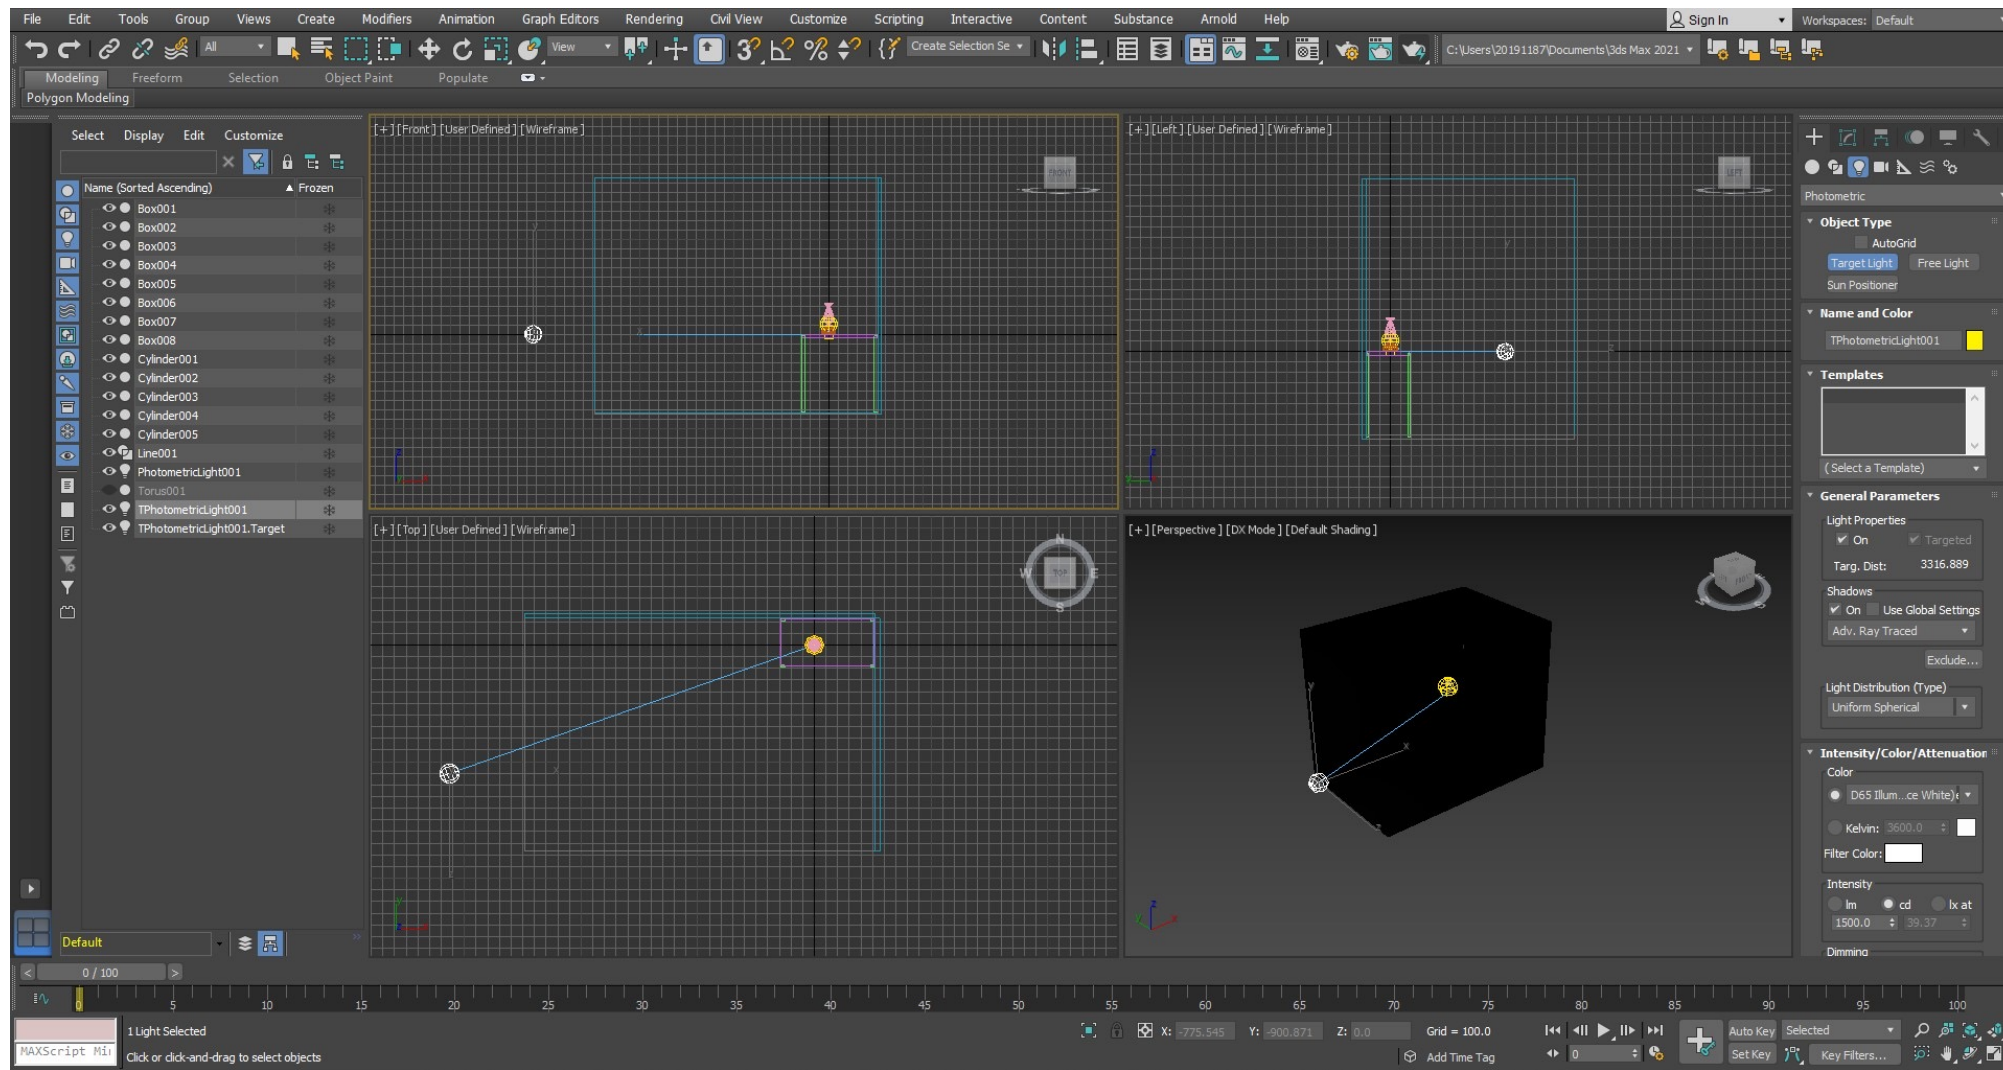 File Edit Tools Group Views Create Modifiers Animation Graph Editors Rendering Civil View Customize Scripting Interactive Content Substance Arnold Help Sign In Workspaces: Default
All View Create Selection Se C:\Users\20191187\Documents\3ds Max 2021
Modeling Freeform Selection Object Paint Populate
Polygon Modeling
Select Display Edit Customize
Name (Sorted Ascending) Frozen
Box001
Box002
Box003
Box004
Box005
Box006
Box007
Box008
Cylinder001
Cylinder002
Cylinder003
Cylinder004
Cylinder005
Line001
PhotometricLight001
Torus001
TPhotometricLight001
TPhotometricLight001.Target
Default
[+] [Front] [User Defined] [Wireframe]
FRONT
y
x
z
[+] [Left] [User Defined] [Wireframe]
LEFT
y
z
z
y
[+] [Top] [User Defined] [Wireframe]
N
W TOP E
S
x
y
[+] [Perspective] [DX Mode] [Default Shading]
y
x
z
z
y x
Photometric
Object Type
AutoGrid
Target Light Free Light
Sun Positioner
Name and Color
TPhotometricLight001
Templates
(Select a Template)
General Parameters
Light Properties
On Targeted
Targ. Dist: 3316.889
Shadows
On Use Global Settings
Adv. Ray Traced
Exclude...
Light Distribution (Type)
Uniform Spherical
Intensity/Color/Attenuation
Color
D65 Illum...ce White)
Kelvin: 3600.0
Filter Color:
Intensity
lm cd lx at
1500.0 39.37
Dimming
< 0 / 100 >
0 5 10 15 20 25 30 35 40 45 50 55 60 65 70 75 80 85 90 95 100
1 Light Selected X: -775.545 Y: -900.871 Z: 0.0 Grid = 100.0 Auto Key Selected
MAXScript Mi Click or click-and-drag to select objects Add Time Tag 0 Set Key Key Filters...